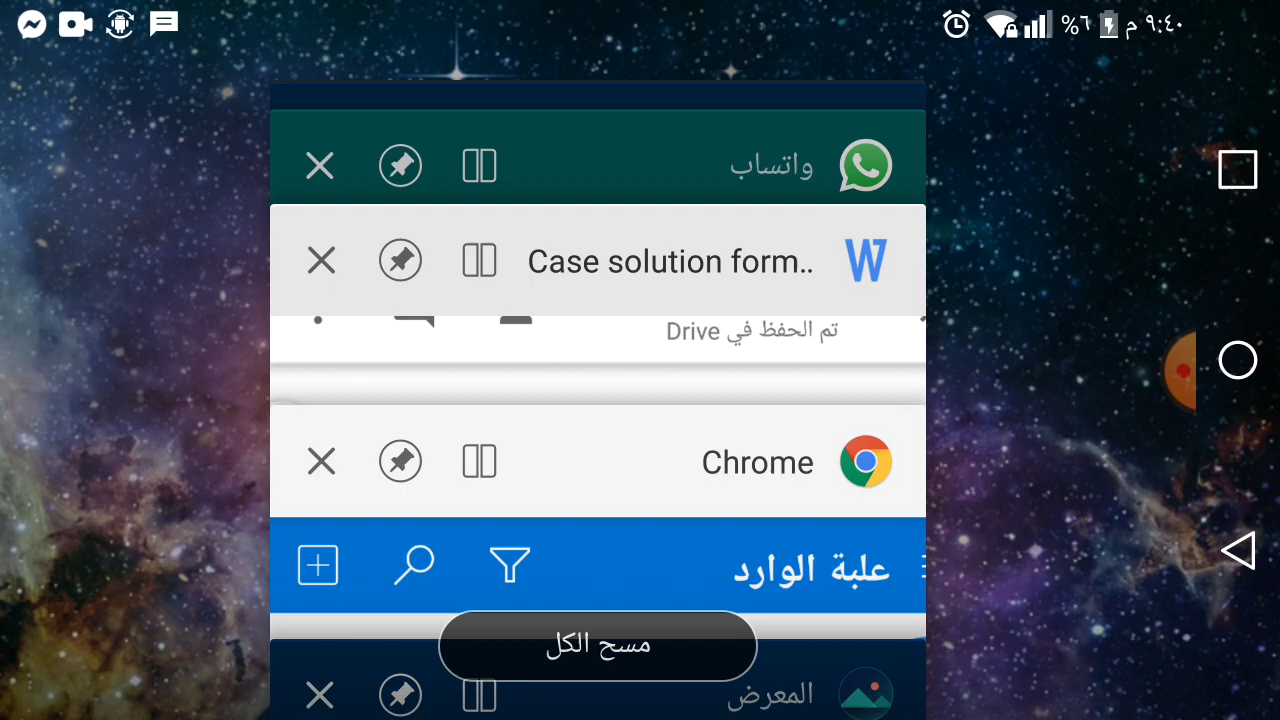 ٩:٤٠ م ٦%
واتساب
Case solution form..
تم الحفظ في Drive
Chrome
علبة الوارد
مسح الكل
المعرض